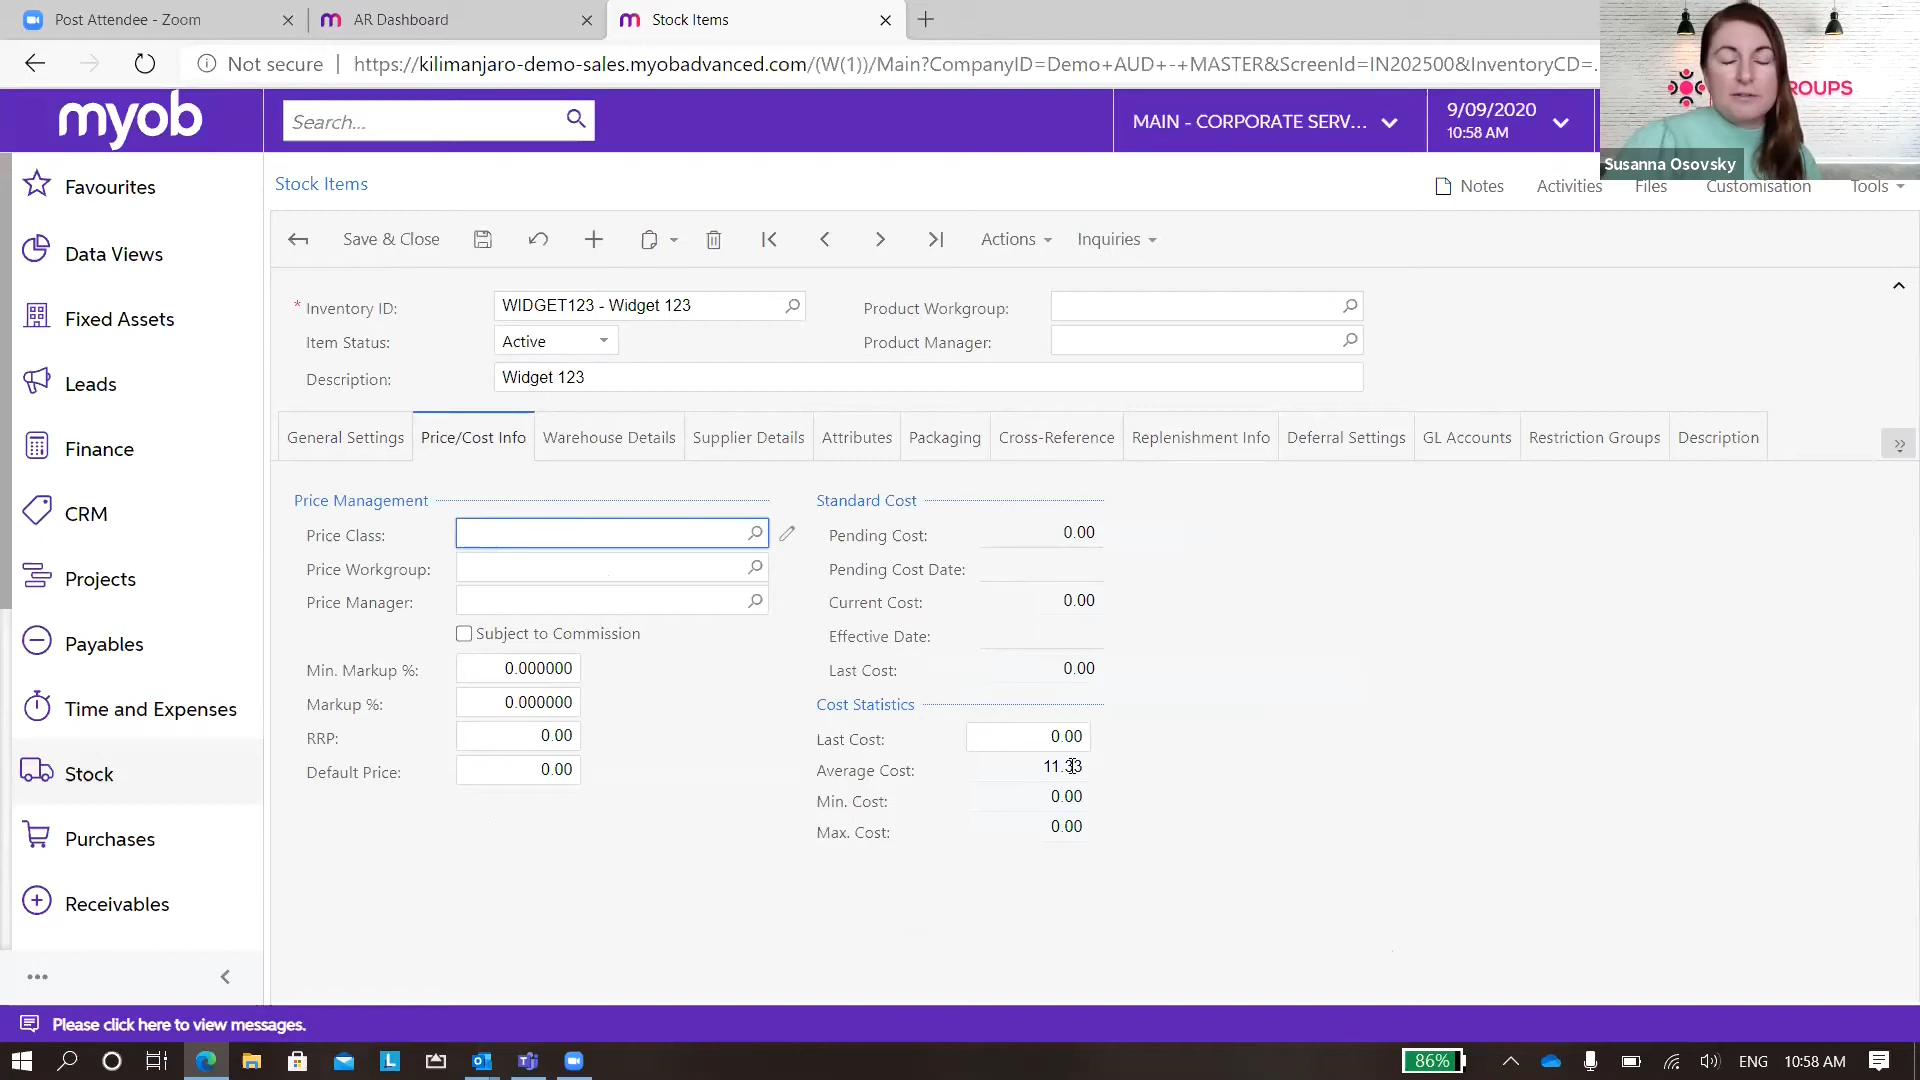 Post Attendee - Zoom
AR Dashboard
Stock Items
Not secure
https://kilimanjaro-demo-sales.myobadvanced.com/(W(1))/Main?CompanyID=Demo+AUD+-+MASTER&ScreenId=IN202500&InventoryCD=.
ROUPS
Susanna Osovsky
myob
Search...
MAIN - CORPORATE SERV...
9/09/2020
10:58 AM
Favourites
Data Views
Fixed Assets
Leads
Finance
CRM
Projects
Payables
Time and Expenses
Stock
Purchases
Receivables
Stock Items
Notes
Activities
Files
Customisation
Tools
Save & Close
Actions
Inquiries
* Inventory ID:
WIDGET123 - Widget 123
Product Workgroup:
Item Status:
Active
Product Manager:
Description:
Widget 123
General Settings
Price/Cost Info
Warehouse Details
Supplier Details
Attributes
Packaging
Cross-Reference
Replenishment Info
Deferral Settings
GL Accounts
Restriction Groups
Description
Price Management
Price Class:
Price Workgroup:
Price Manager:
Subject to Commission
Min. Markup %:
0.000000
Markup %:
0.000000
RRP:
0.00
Default Price:
0.00
Standard Cost
Pending Cost:
0.00
Pending Cost Date:
Current Cost:
0.00
Effective Date:
Last Cost:
0.00
Cost Statistics
Last Cost:
0.00
Average Cost:
11.33
Min. Cost:
0.00
Max. Cost:
0.00
Please click here to view messages.
86%
ENG
10:58 AM